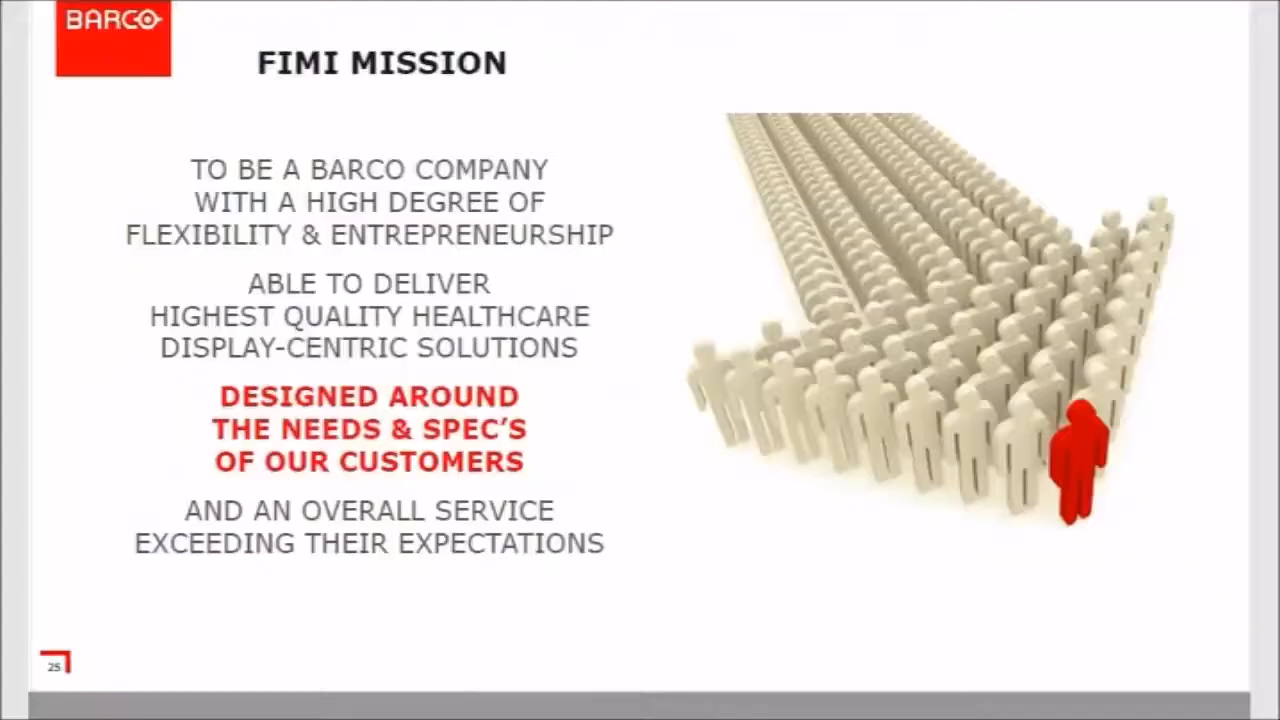 BARCO
FIMI MISSION
TO BE A BARCO COMPANY
WITH A HIGH DEGREE OF
FLEXIBILITY & ENTREPRENEURSHIP
ABLE TO DELIVER
HIGHEST QUALITY HEALTHCARE
DISPLAY-CENTRIC SOLUTIONS
DESIGNED AROUND
THE NEEDS & SPEC'S
OF OUR CUSTOMERS
AND AN OVERALL SERVICE
EXCEEDING THEIR EXPECTATIONS
25